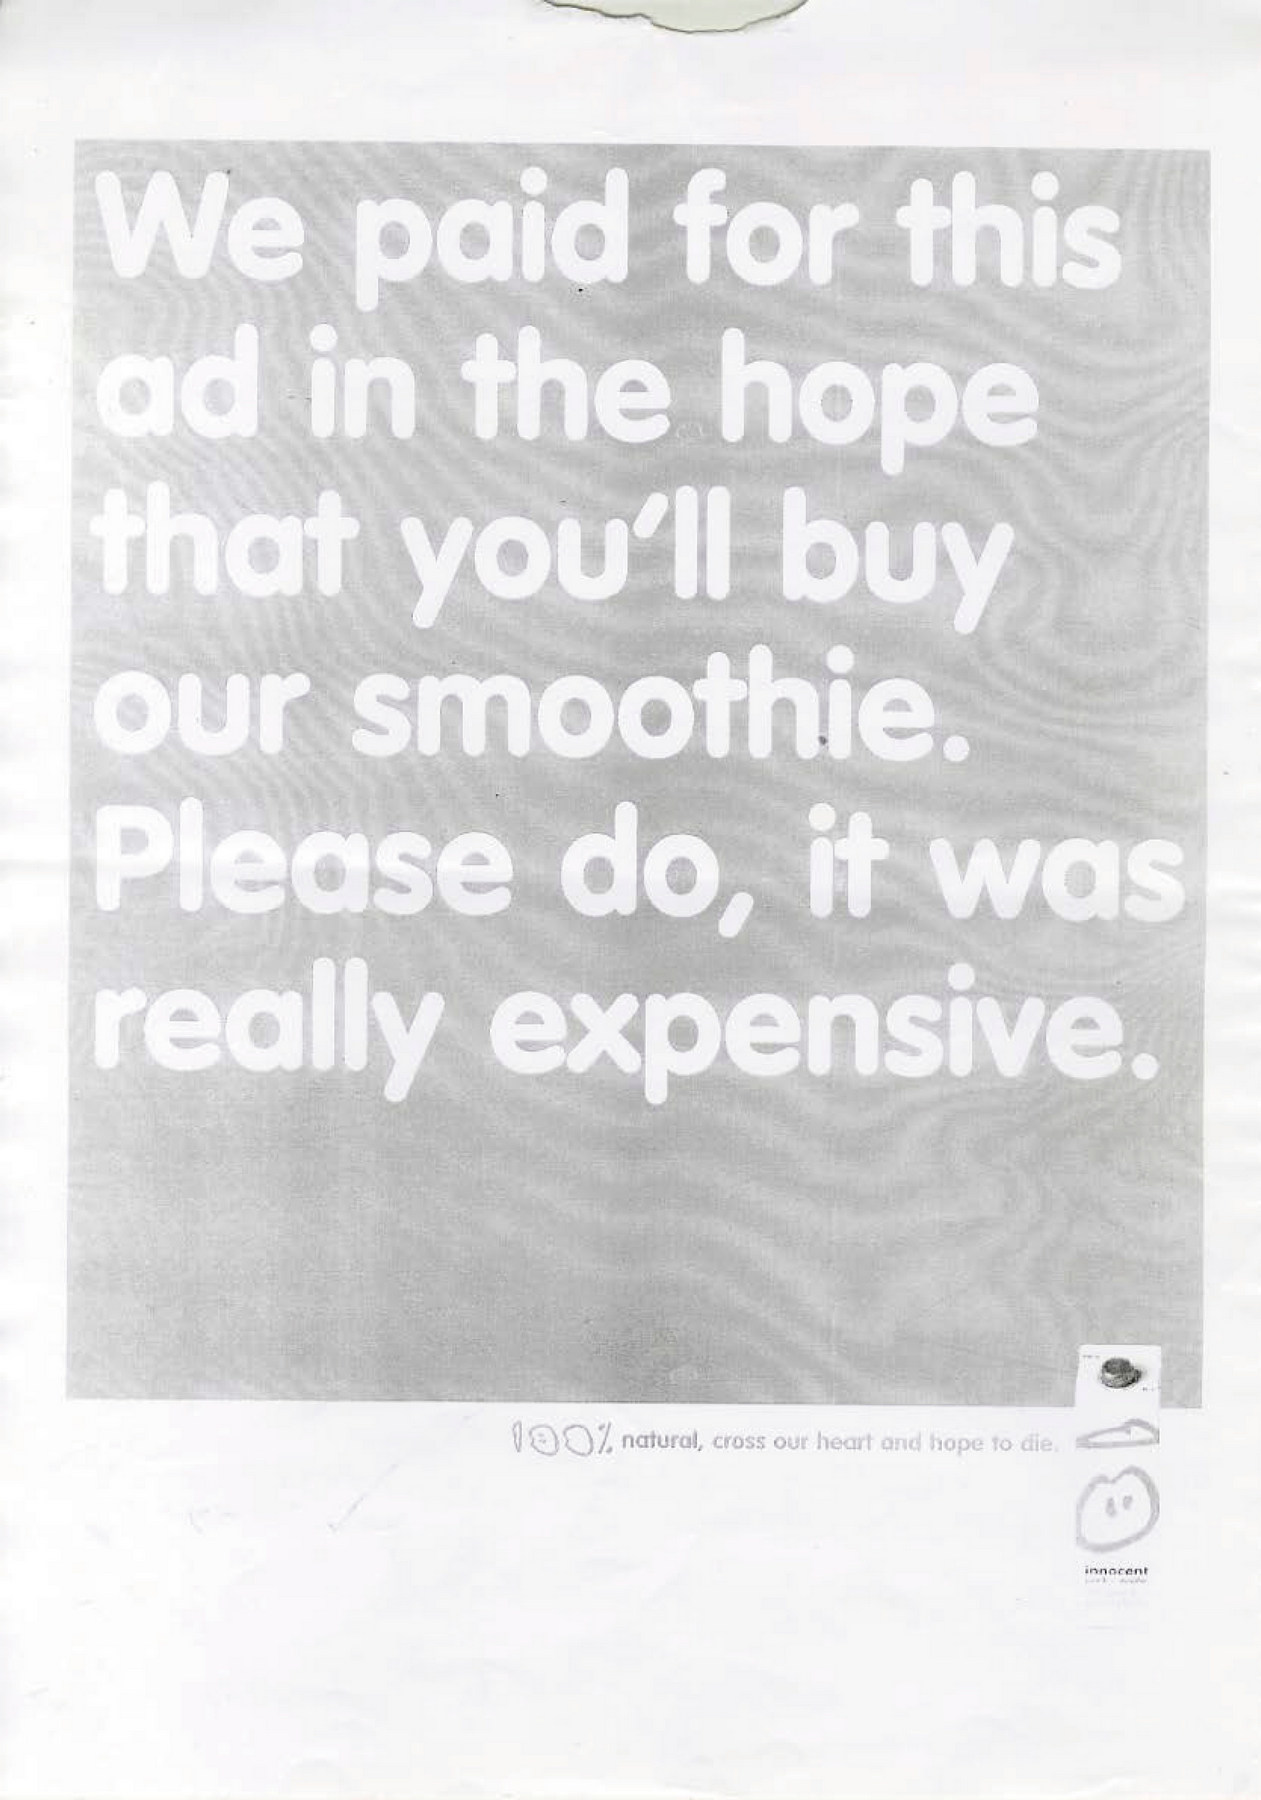 We paid for this
ad in the hope
that you'll buy
our smoothie.
Please do, it was
really expensive.
100% natural, cross our heart and hope to die.
innocent